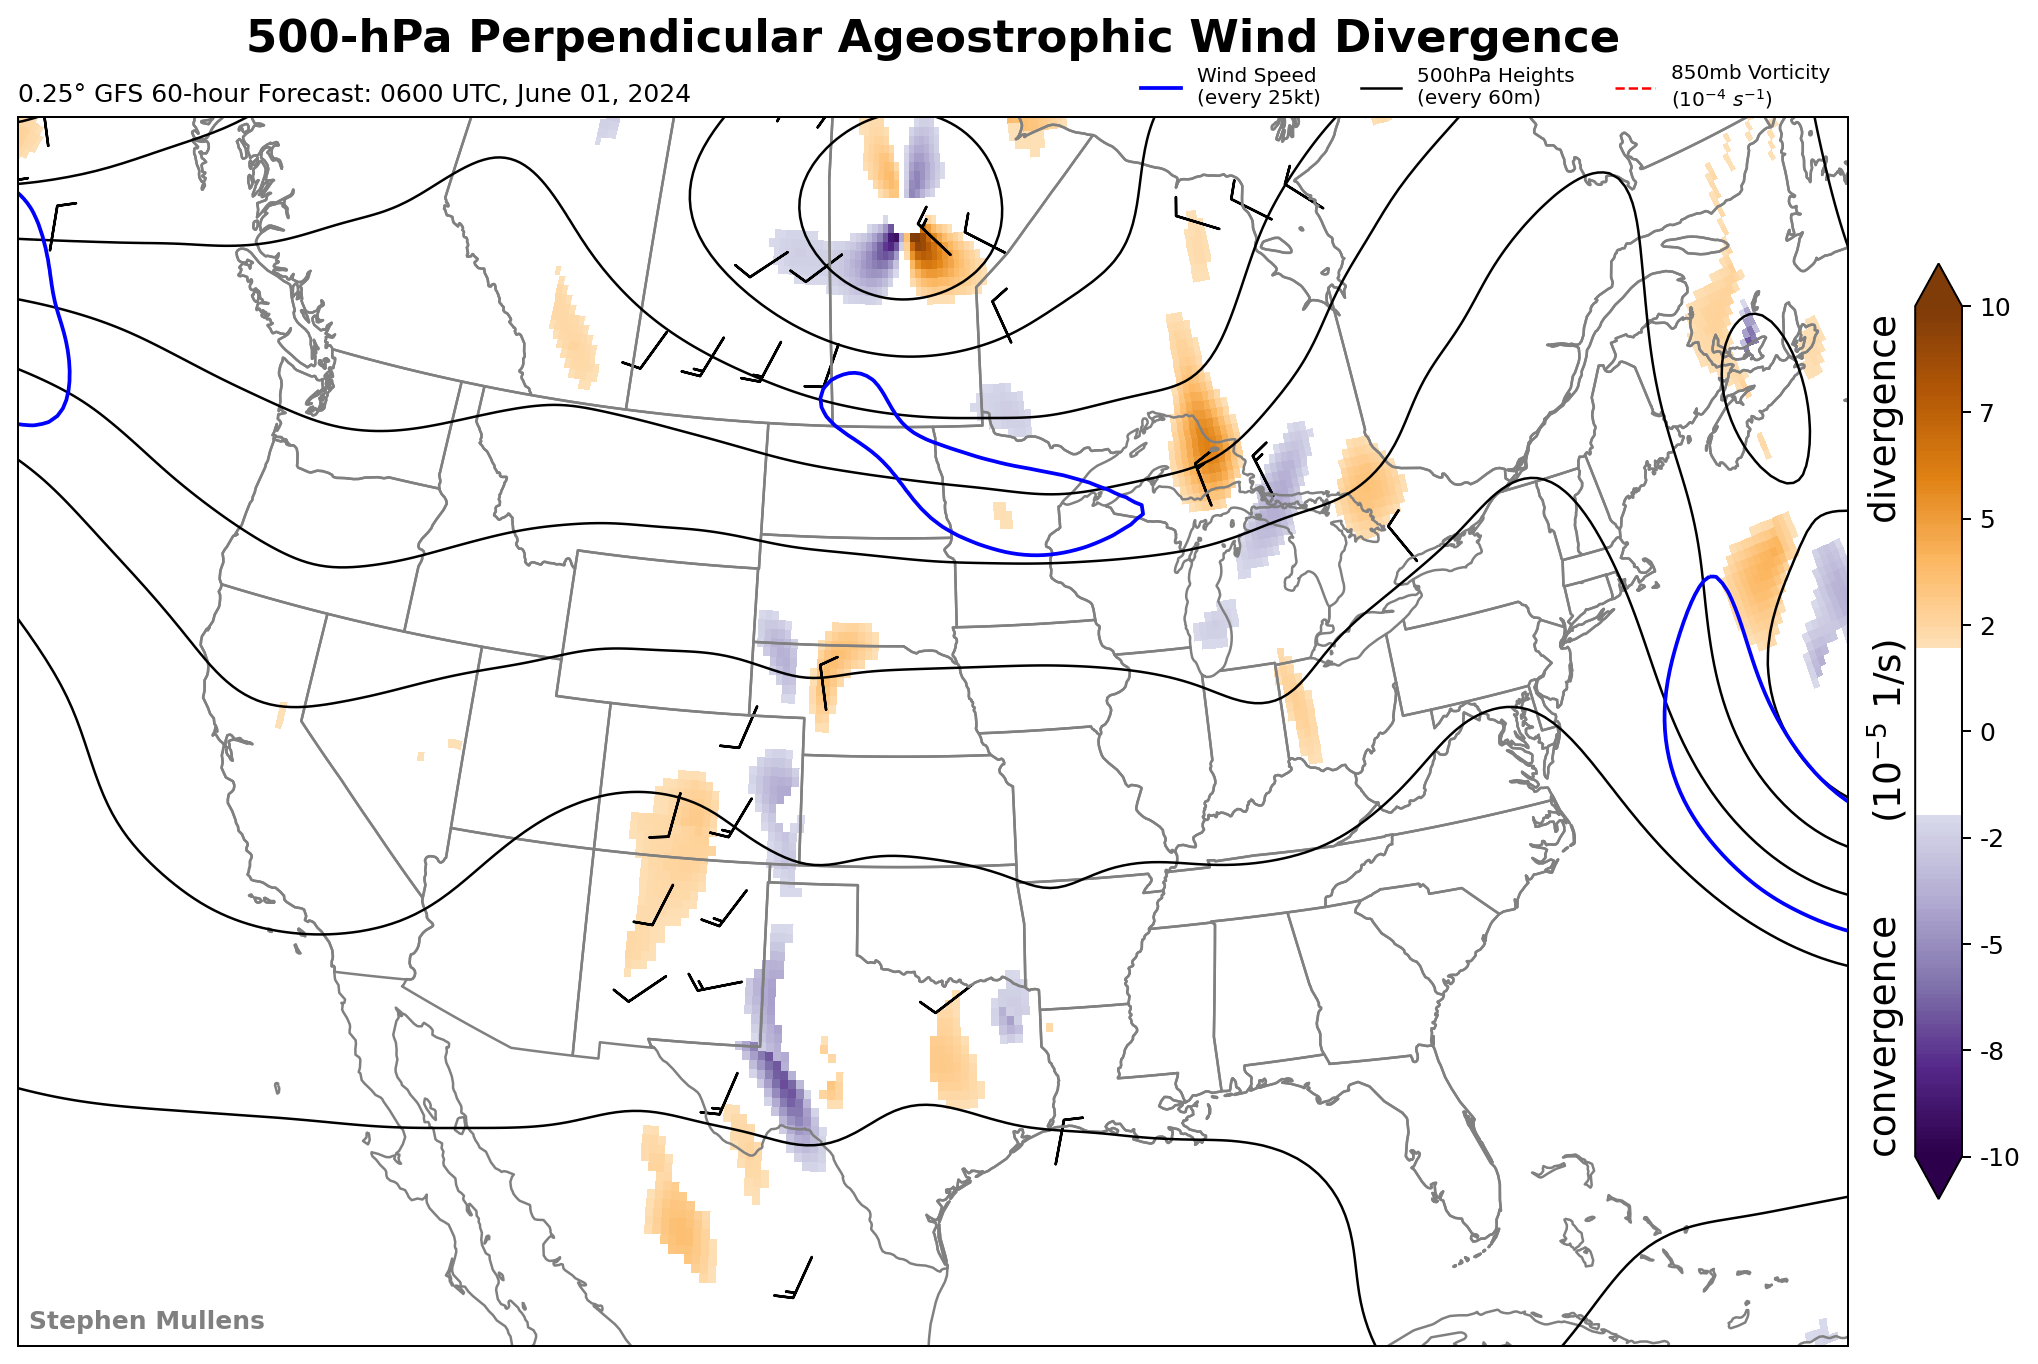 500-hPa Perpendicular Ageostrophic Wind Divergence
0.25° GFS 60-hour Forecast: 0600 UTC, June 01, 2024
Wind Speed
(every 25kt)
500hPa Heights
(every 60m)
850mb Vorticity
(10⁻⁴ s⁻¹)
10
7
5
2
0
-2
-5
-8
-10
convergence (10⁻⁵ 1/s) divergence
Stephen Mullens